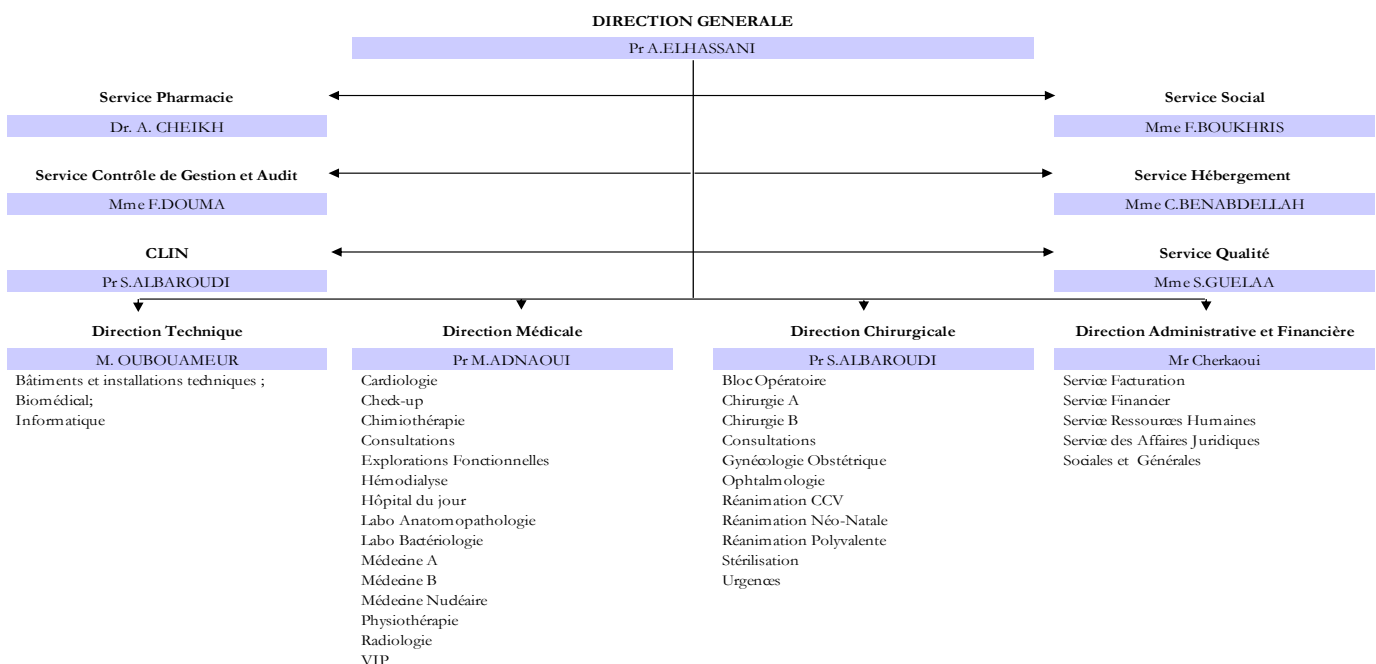 DIRECTION GENERALE
Pr A.ELHASSANI
Service Pharmacie
Dr. A. CHEIKH
Service Social
Mme F.BOUKHRIS
Service Contrôle de Gestion et Audit
Mme F.DOUMA
Service Hébergement
Mme C.BENABDELLAH
CLIN
Pr S.ALBAROUDI
Service Qualité
Mme S.GUELAA
Direction Technique
M. OUBOUAMEUR
Bâtiments et installations techniques ;
Biomédical;
Informatique
Direction Médicale
Pr M.ADNAOUI
Cardiologie
Check-up
Chimiothérapie
Consultations
Explorations Fonctionnelles
Hémodialyse
Hôpital du jour
Labo Anatomopathologie
Labo Bactériologie
Médecine A
Médecine B
Médecine Nucléaire
Physiothérapie
Radiologie
VIP
Direction Chirurgicale
Pr S.ALBAROUDI
Bloc Opératoire
Chirurgie A
Chirurgie B
Consultations
Gynécologie Obstétrique
Ophtalmologie
Réanimation CCV
Réanimation Néo-Natale
Réanimation Polyvalente
Stérilisation
Urgences
Direction Administrative et Financière
Mr Cherkaoui
Service Facturation
Service Financier
Service Ressources Humaines
Service des Affaires Juridiques
Sociales et Générales